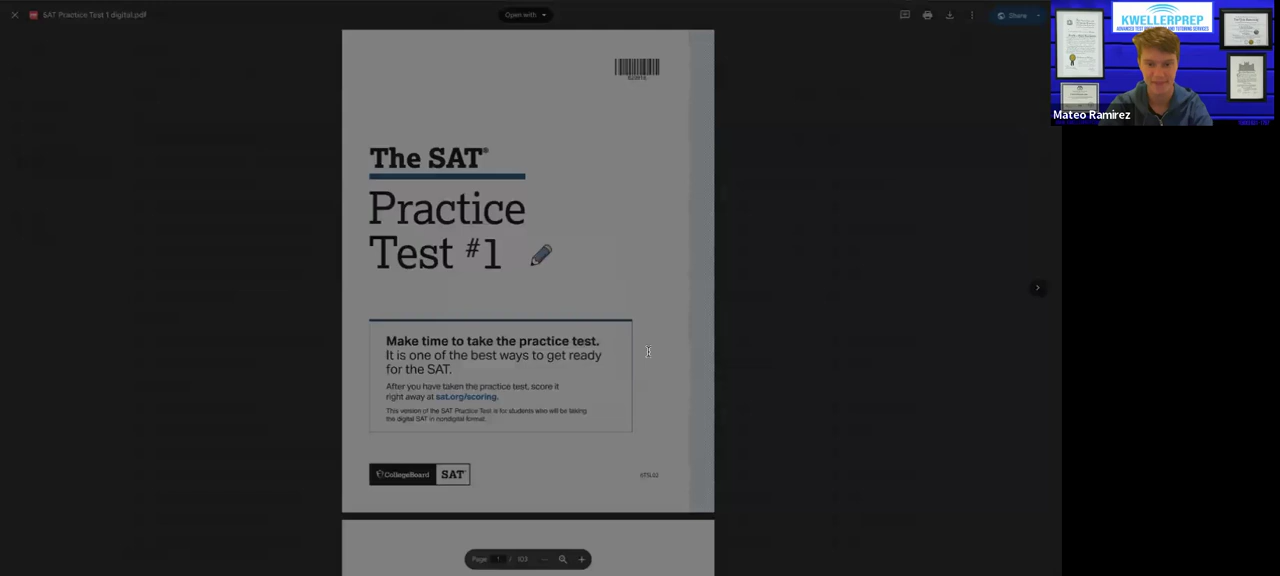 SAT Practice Test 1 digital.pdf
Open with
Share
KWELLERPREP
Mateo Ramirez
The SAT®
Practice
Test #1
Make time to take the practice test.
It is one of the best ways to get ready
for the SAT.
After you have taken the practice test, score it
right away at sat.org/scoring.
This version of the SAT Practice Test is for students who will be taking
the digital SAT in nondigital format.
CollegeBoard SAT
Page 1 / 103